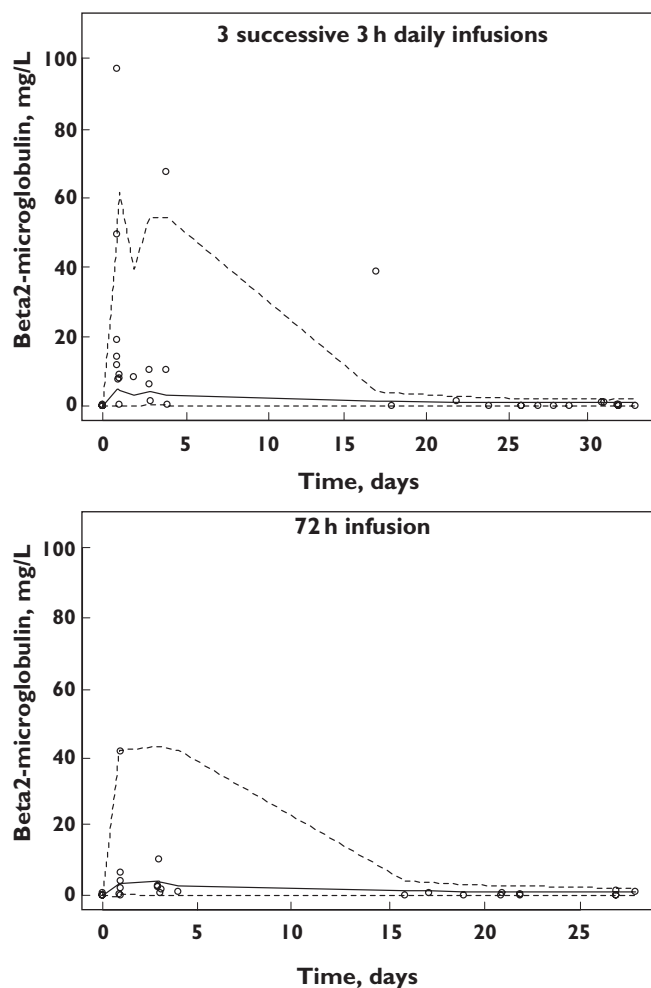 3 successive 3 h daily infusions
Beta2-microglobulin, mg/L
100
80
60
40
20
0
0 5 10 15 20 25 30
Time, days
72 h infusion
Beta2-microglobulin, mg/L
100
80
60
40
20
0
0 5 10 15 20 25
Time, days